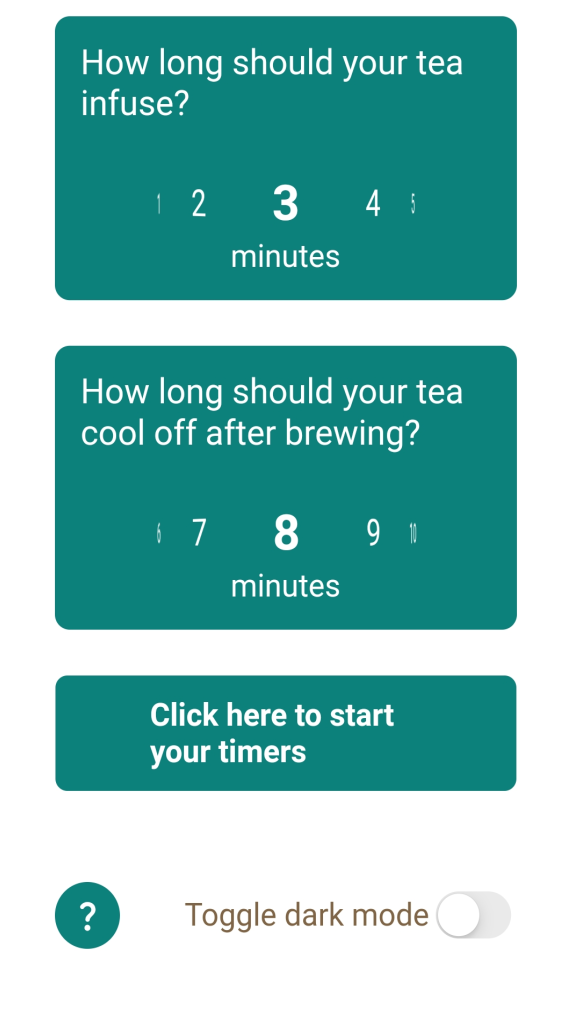 How long should your tea
infuse?
1 2 3 4 5
minutes
How long should your tea
cool off after brewing?
6 7 8 9 10
minutes
Click here to start
your timers
? Toggle dark mode